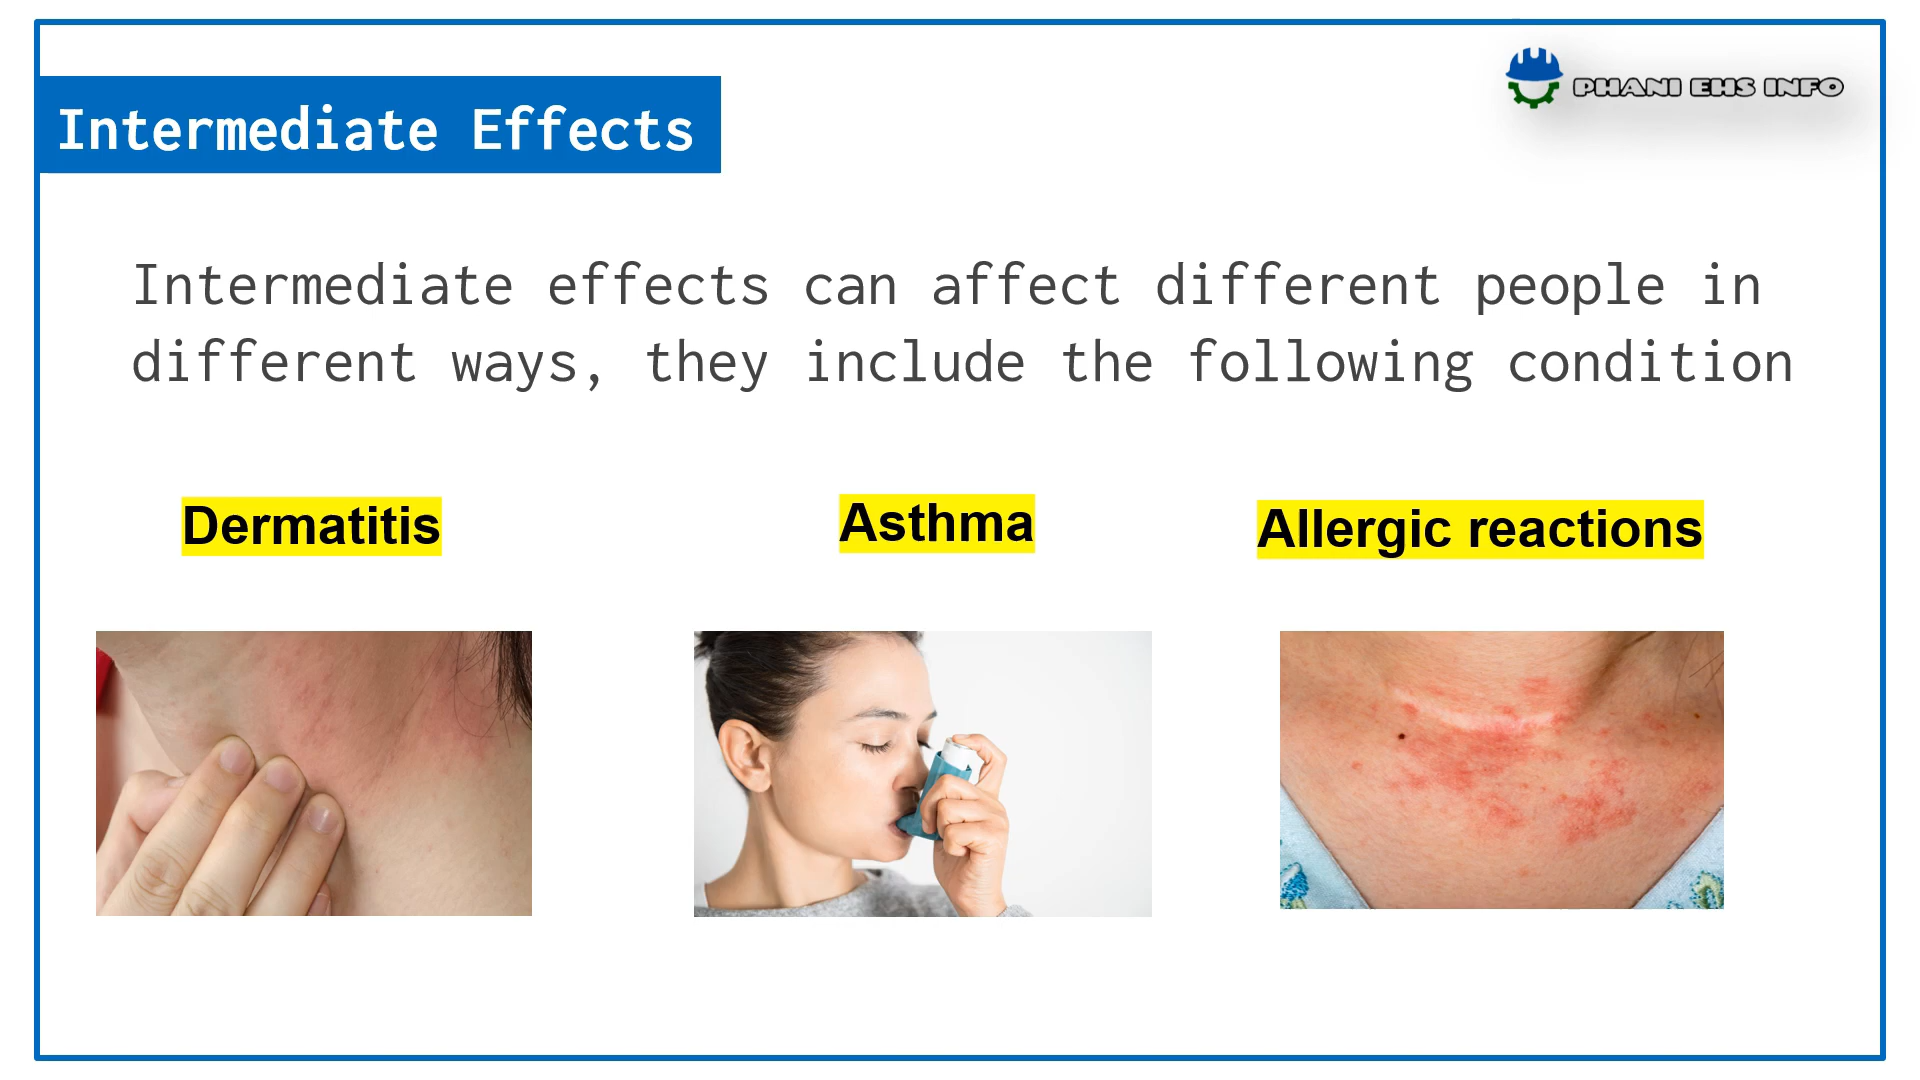 PHANI EHS INFO
Intermediate Effects
Intermediate effects can affect different people in
different ways, they include the following condition
Dermatitis
Asthma
Allergic reactions